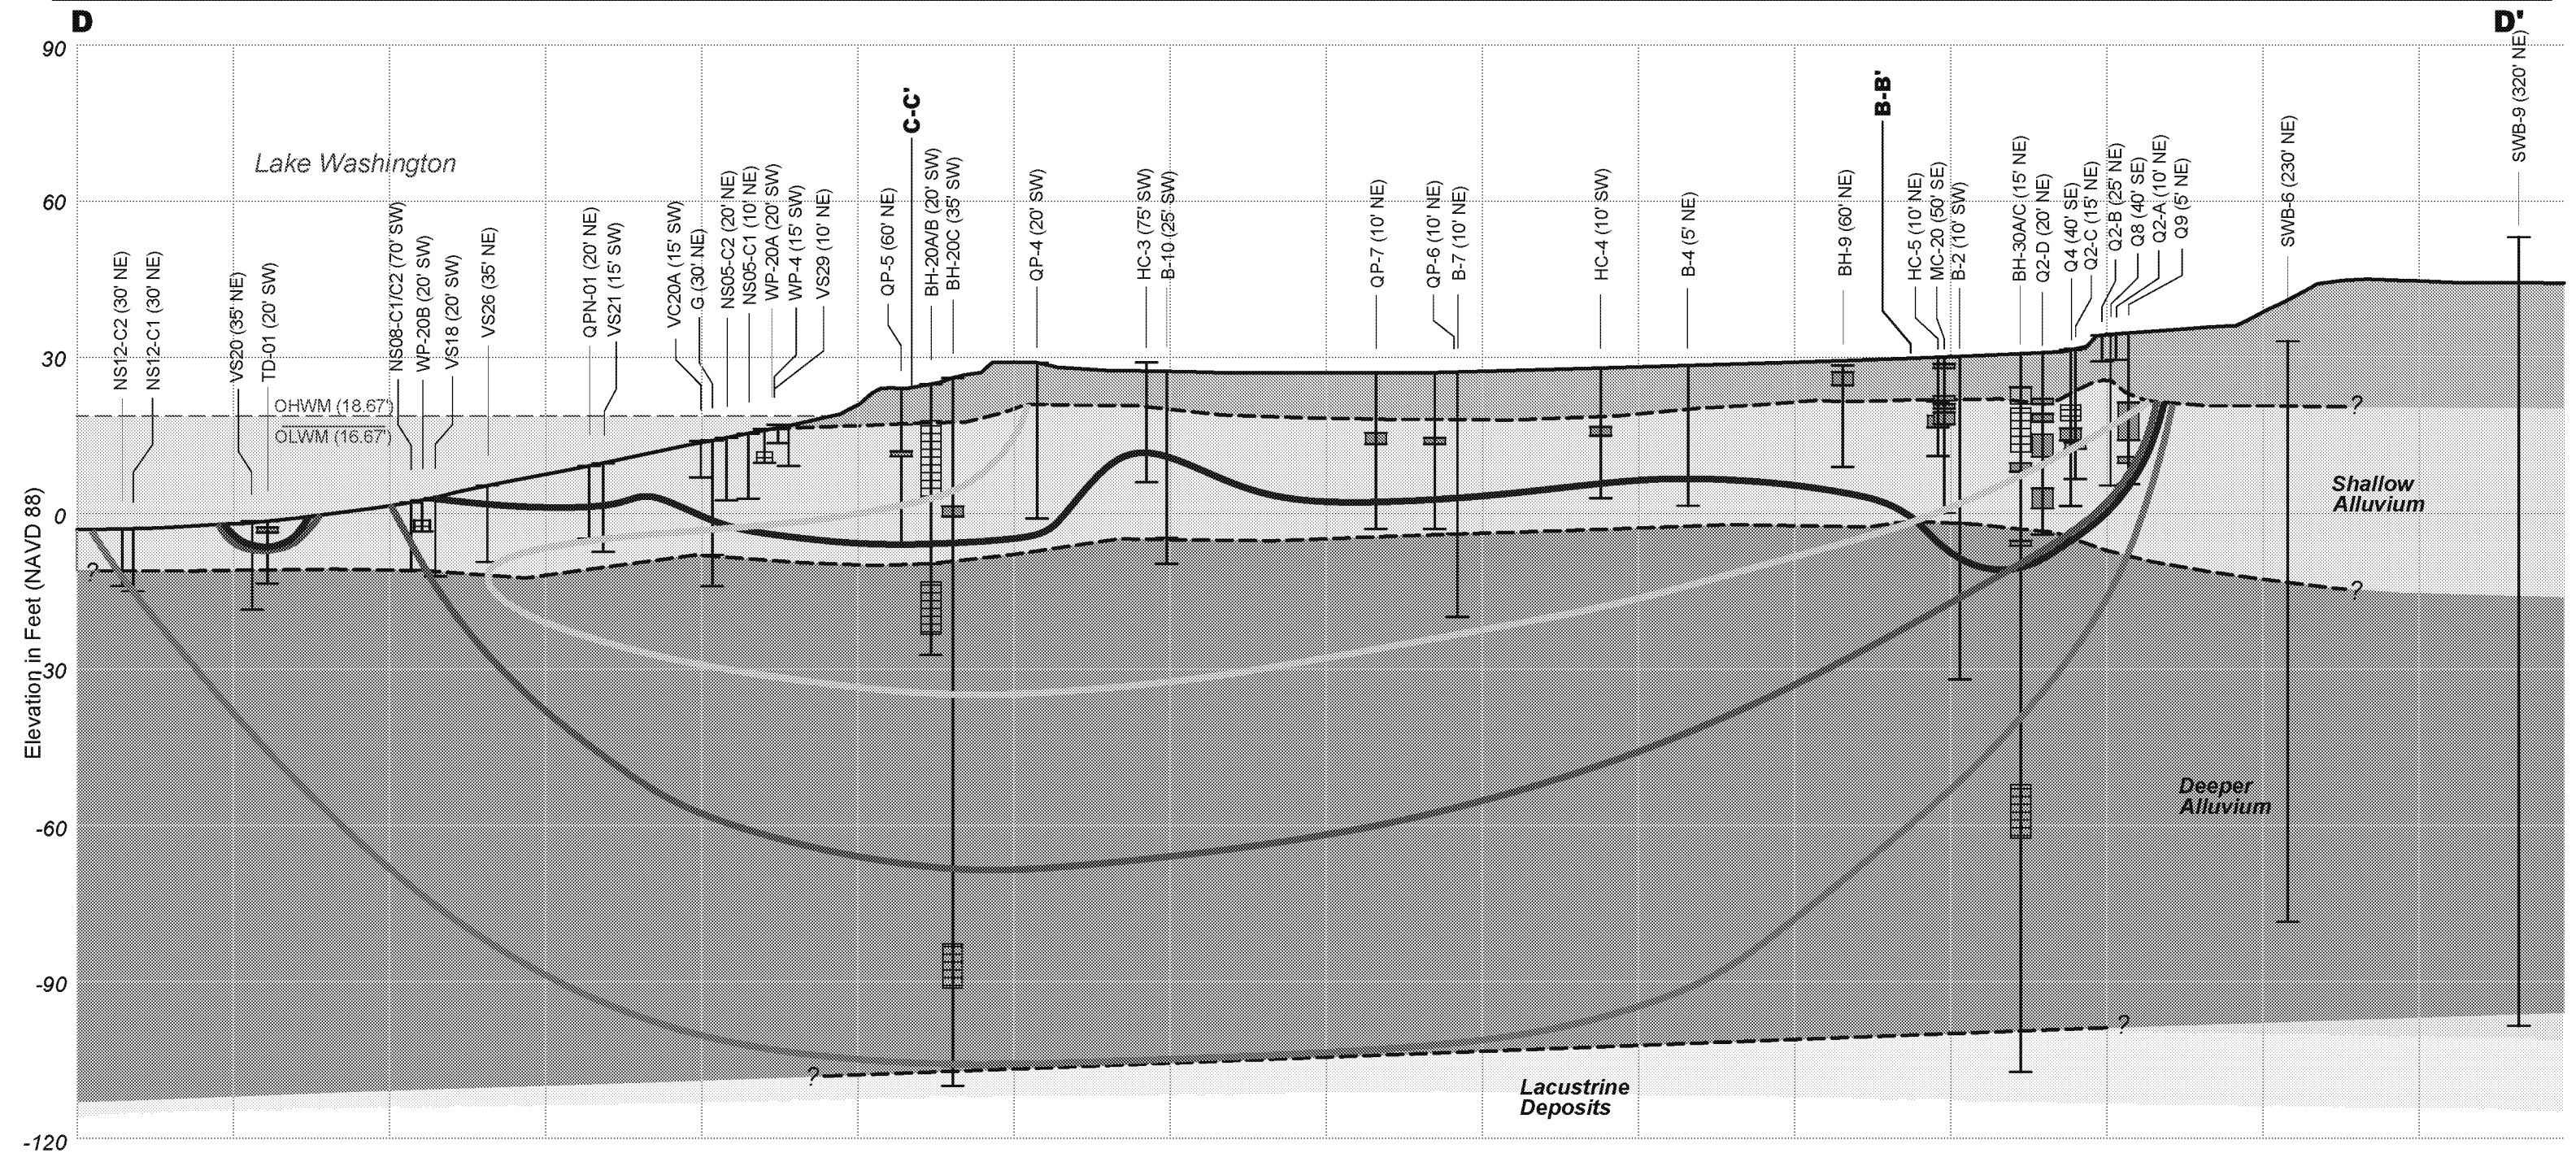 D
D'
90
60
30
0
-30
-60
-90
-120
Elevation in Feet (NAVD 88)
Lake Washington
OHWM (18.67')
OLWM (16.67')
C-C'
B-B'
NS12-C2 (30' NE)
NS12-C1 (30' NE)
VS20 (35' NE)
TD-01 (20' SW)
NS08-C1/C2 (70' SW)
WP-20B (20' SW)
VS18 (20' SW)
VS26 (35' NE)
QPN-01 (20' NE)
VS21 (15' SW)
VC20A (15' SW)
G (30' NE)
NS05-C2 (20' NE)
NS05-C1 (10' NE)
WP-20A (20' SW)
WP-4 (15' SW)
VS29 (10' NE)
QP-5 (60' NE)
BH-20A/B (20' SW)
BH-20C (35' SW)
QP-4 (20' SW)
HC-3 (75' SW)
B-10 (25' SW)
QP-7 (10' NE)
QP-6 (10' NE)
B-7 (10' NE)
HC-4 (10' SW)
B-4 (5' NE)
BH-9 (60' NE)
HC-5 (10' NE)
MC-20 (50' SE)
B-2 (10' SW)
BH-30A/C (15' NE)
Q2-D (20' NE)
Q4 (40' SE)
Q2-C (15' NE)
Q2-B (25' NE)
Q8 (40' SE)
Q2-A (10' NE)
Q9 (5' NE)
SWB-6 (230' NE)
SWB-9 (320' NE)
?
?
?
?
?
Shallow
Alluvium
Deeper
Alluvium
Lacustrine
Deposits